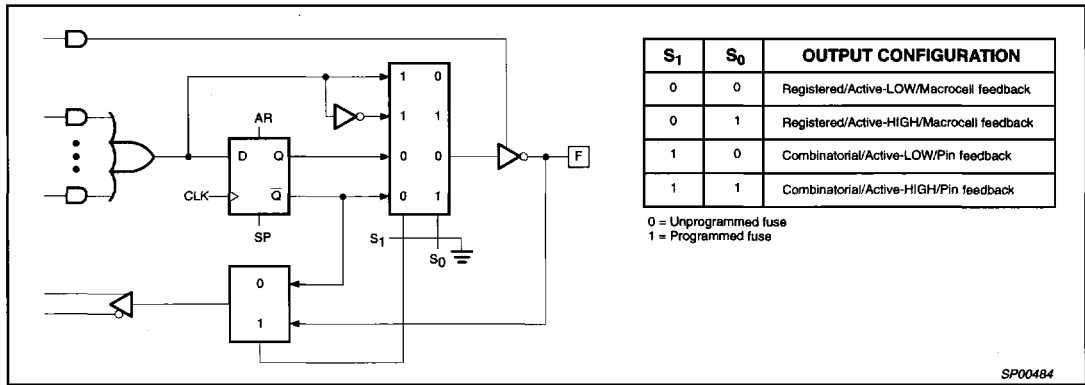 AR
D Q
CLK
Q
SP
1 0
1 1
0 0
0 1
S1
S0
F
0
1
S1 S0 OUTPUT CONFIGURATION
0 0 Registered/Active-LOW/Macrocell feedback
0 1 Registered/Active-HIGH/Macrocell feedback
1 0 Combinatorial/Active-LOW/Pin feedback
1 1 Combinatorial/Active-HIGH/Pin feedback
0 = Unprogrammed fuse
1 = Programmed fuse
SP00484